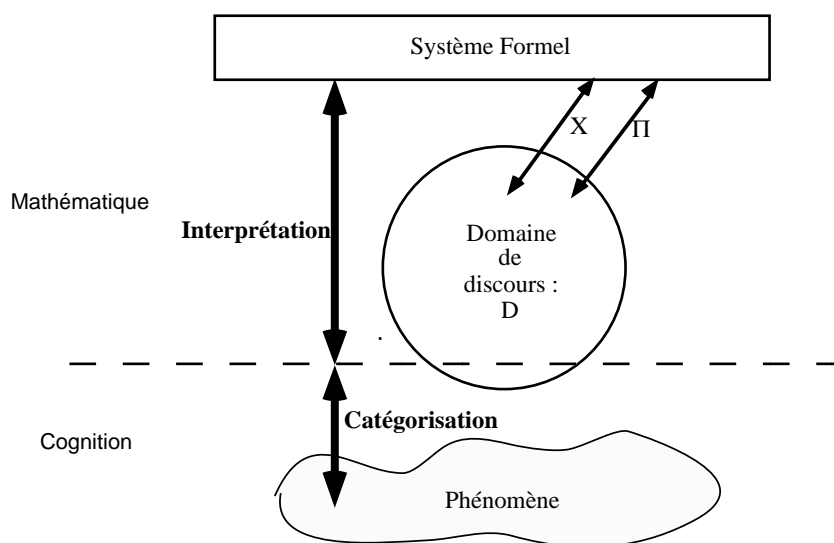 Système Formel
X
Π
Mathématique
Interprétation
Domaine
de
discours :
D
Catégorisation
Cognition
Phénomène